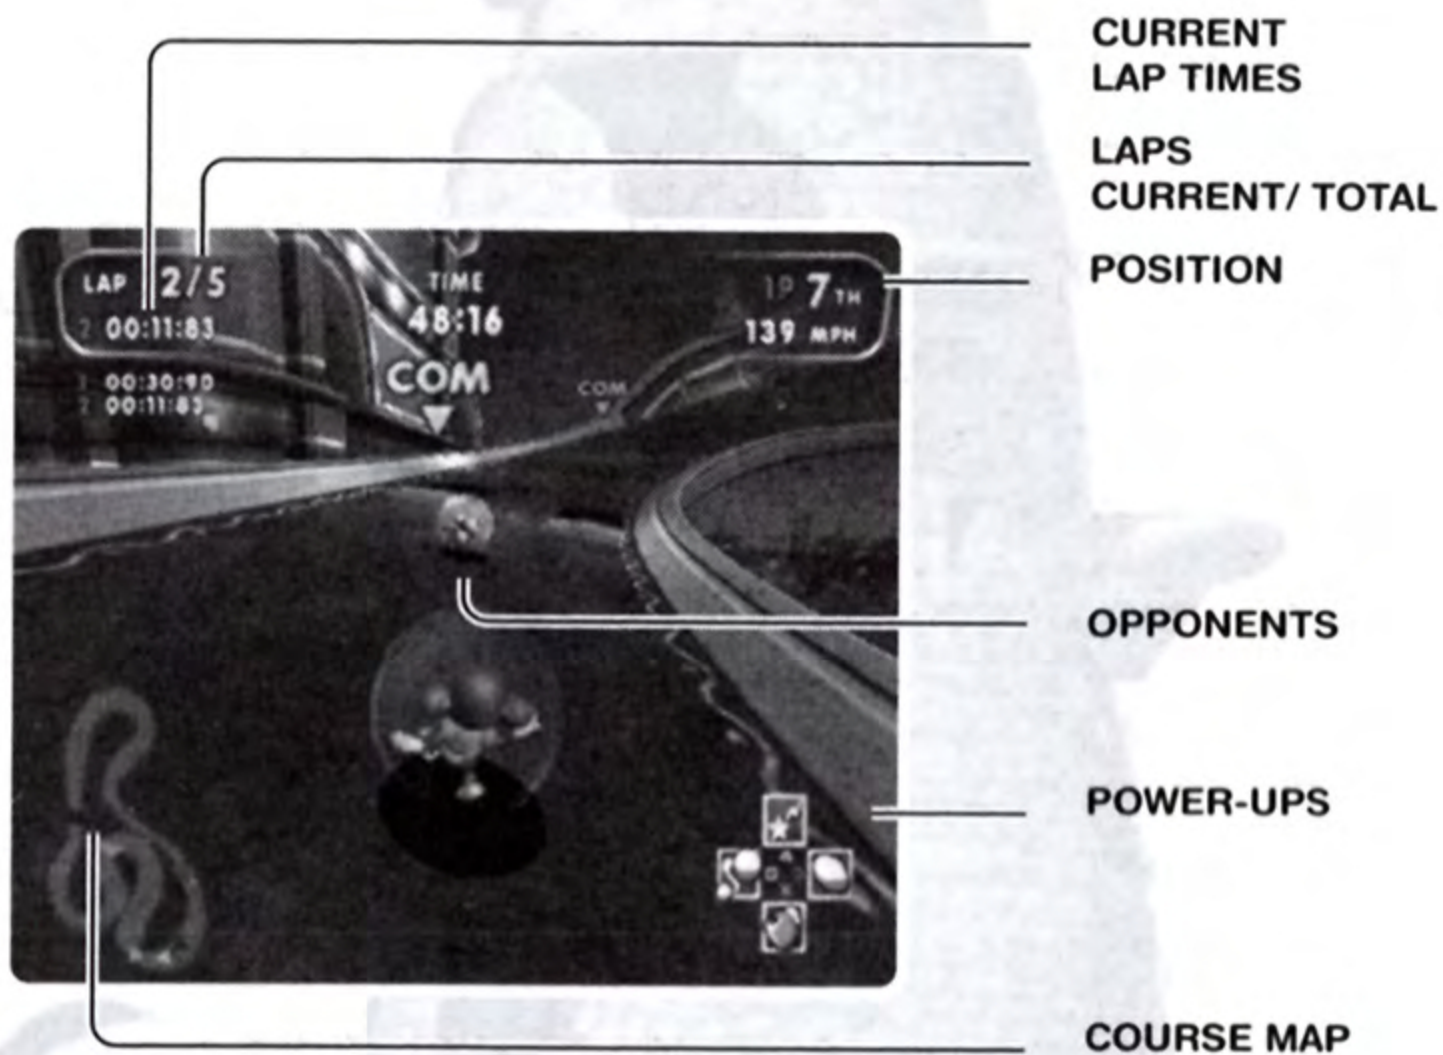 CURRENT
LAP TIMES
LAPS
CURRENT/ TOTAL
POSITION
LAP 2/5
2 00:11:83
1 00:30:90
2 00:11:83
TIME
48:16
1P 7TH
139 MPH
COM
COM
OPPONENTS
POWER-UPS
COURSE MAP